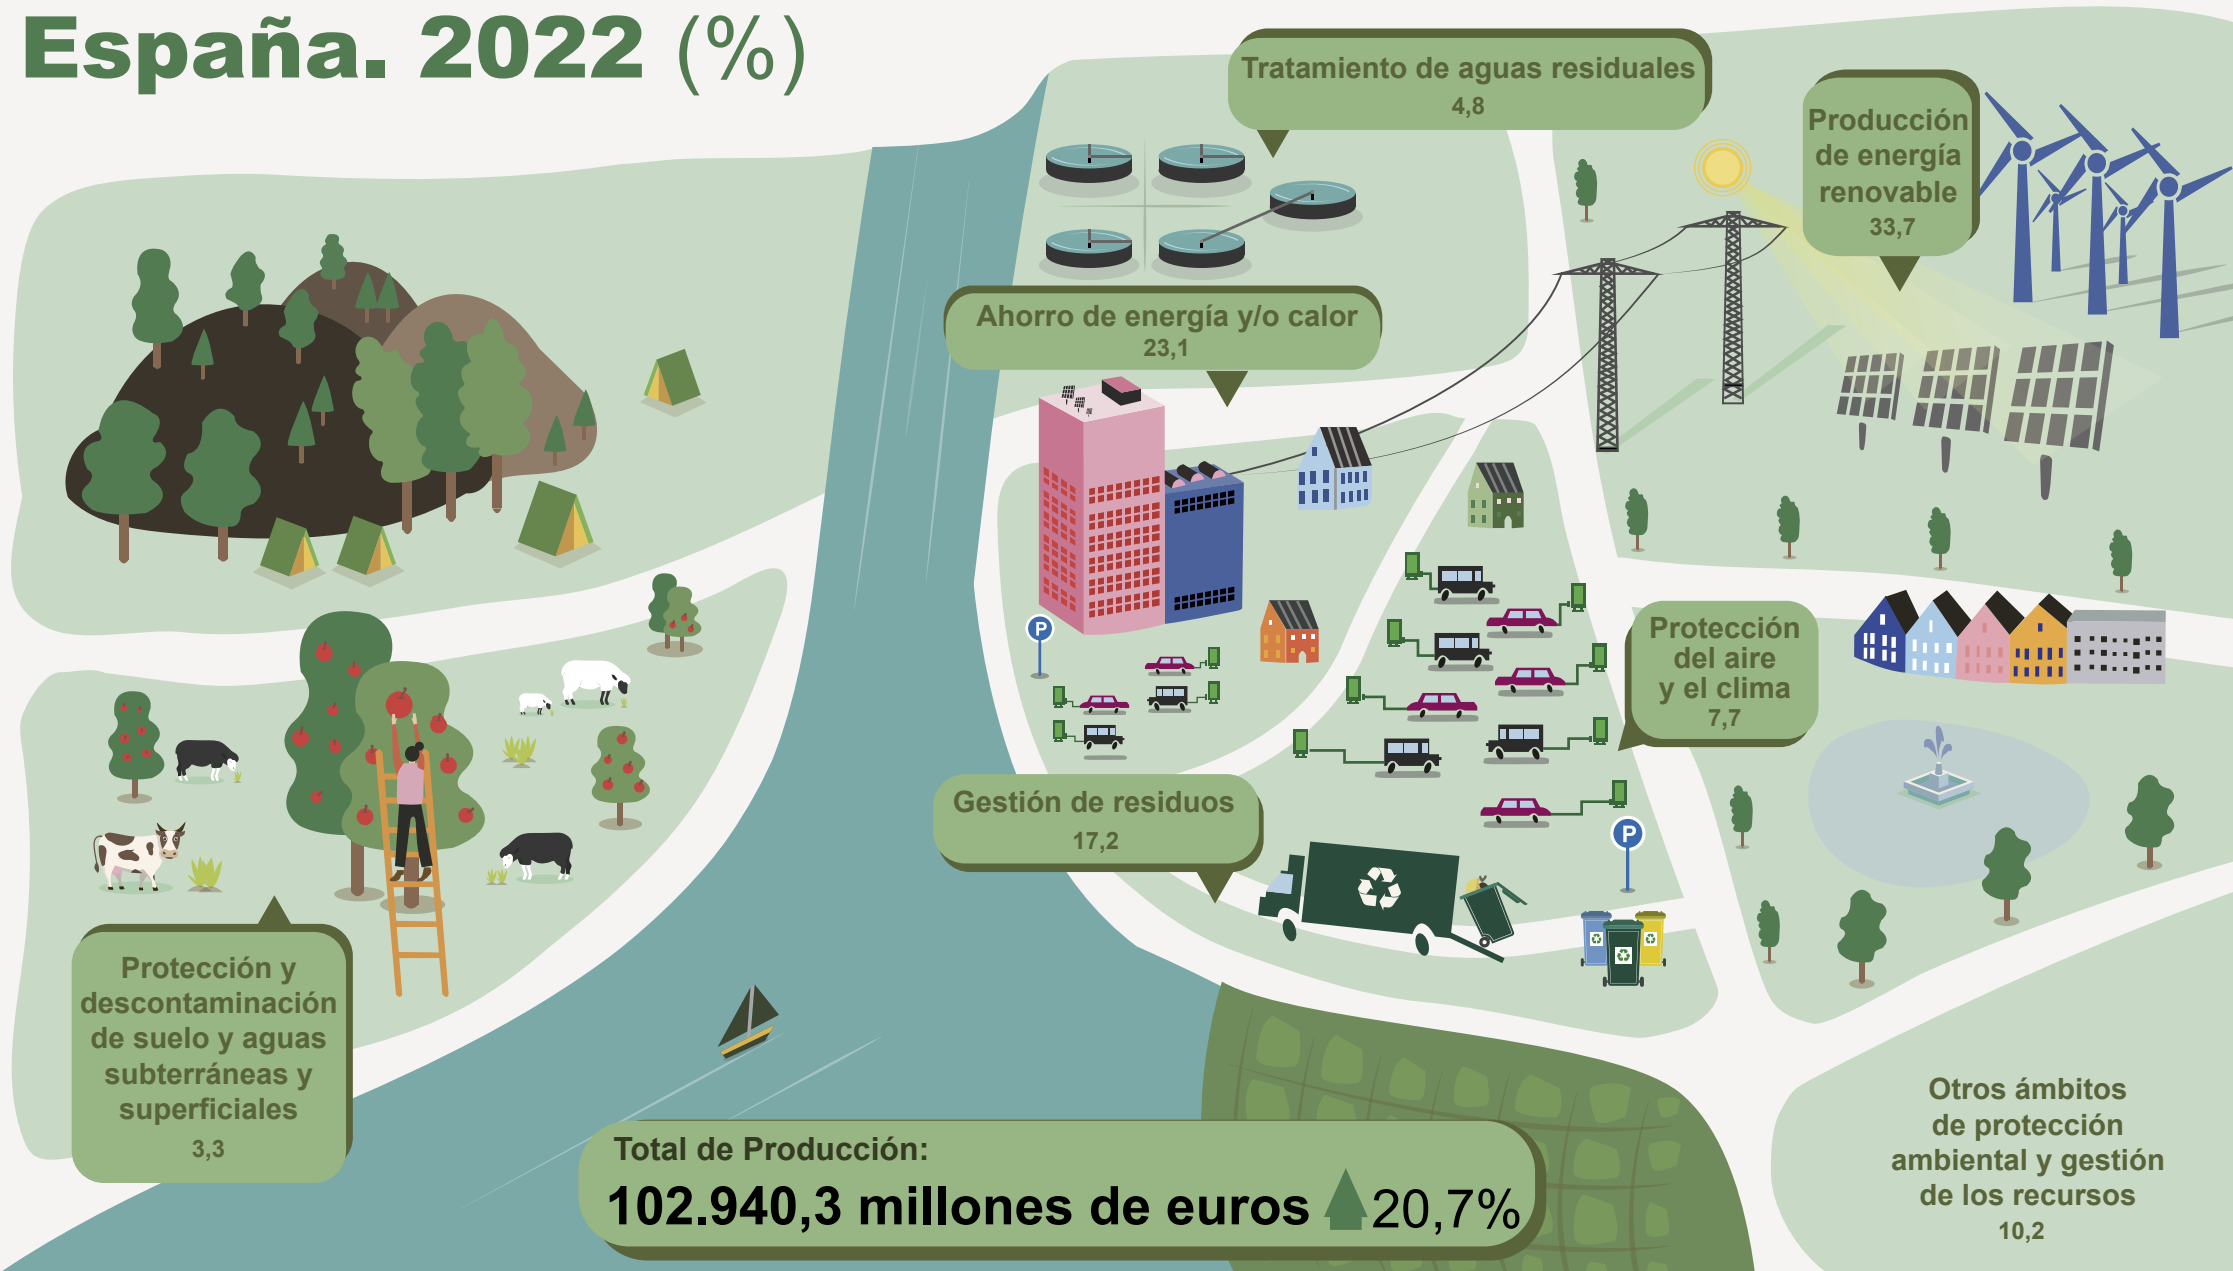 España. 2022 (%)
Tratamiento de aguas residuales
4,8
Producción
de energía
renovable
33,7
Ahorro de energía y/o calor
23,1
P
Protección
del aire
y el clima
7,7
Gestión de residuos
17,2
P
Protección y
descontaminación
de suelo y aguas
subterráneas y
superficiales
3,3
Otros ámbitos
de protección
ambiental y gestión
de los recursos
10,2
Total de Producción:
102.940,3 millones de euros 20,7%